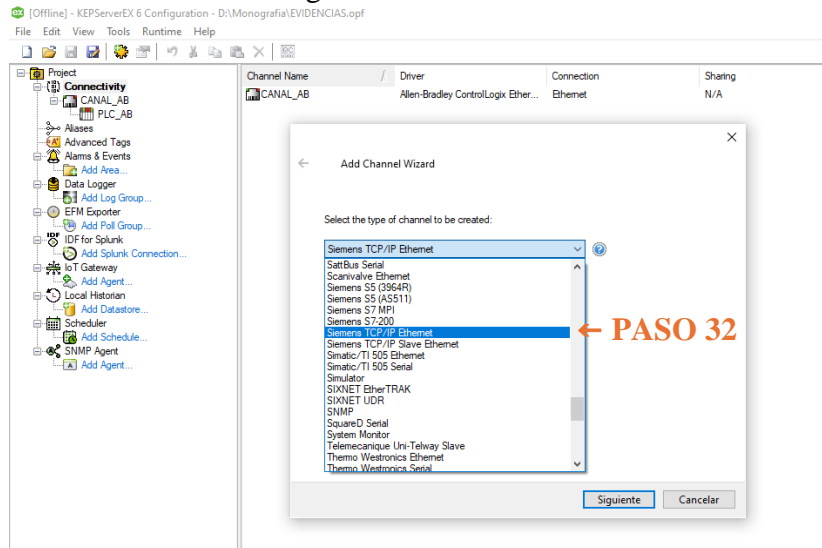 [Offline] - KEPServerEX 6 Configuration - D:\Monografia\EVIDENCIAS.opf
File Edit View Tools Runtime Help
Project
Connectivity
CANAL_AB
PLC_AB
Aliases
Advanced Tags
Alarms & Events
Add Area...
Data Logger
Add Log Group...
EFM Exporter
Add Poll Group...
IDF for Splunk
Add Splunk Connection...
IoT Gateway
Add Agent...
Local Historian
Add Datastore...
Scheduler
Add Schedule...
SNMP Agent
Add Agent...
Channel Name / Driver Connection Sharing
CANAL_AB Allen-Bradley ControlLogix Ether... Ethernet N/A
Add Channel Wizard
Select the type of channel to be created:
Siemens TCP/IP Ethernet
SattBus Serial
Scanivalve Ethernet
Siemens S5 (3964R)
Siemens S5 (AS511)
Siemens S7 MPI
Siemens S7-200
Siemens TCP/IP Ethernet
Siemens TCP/IP Slave Ethernet
Simatic/TI 505 Ethernet
Simatic/TI 505 Serial
Simulator
SIXNET EtherTRAK
SIXNET UDR
SNMP
SquareD Serial
System Monitor
Telemecanique Uni-Telway Slave
Thermo Westronics Ethernet
Thermo Westronics Serial
← PASO 32
Siguiente Cancelar